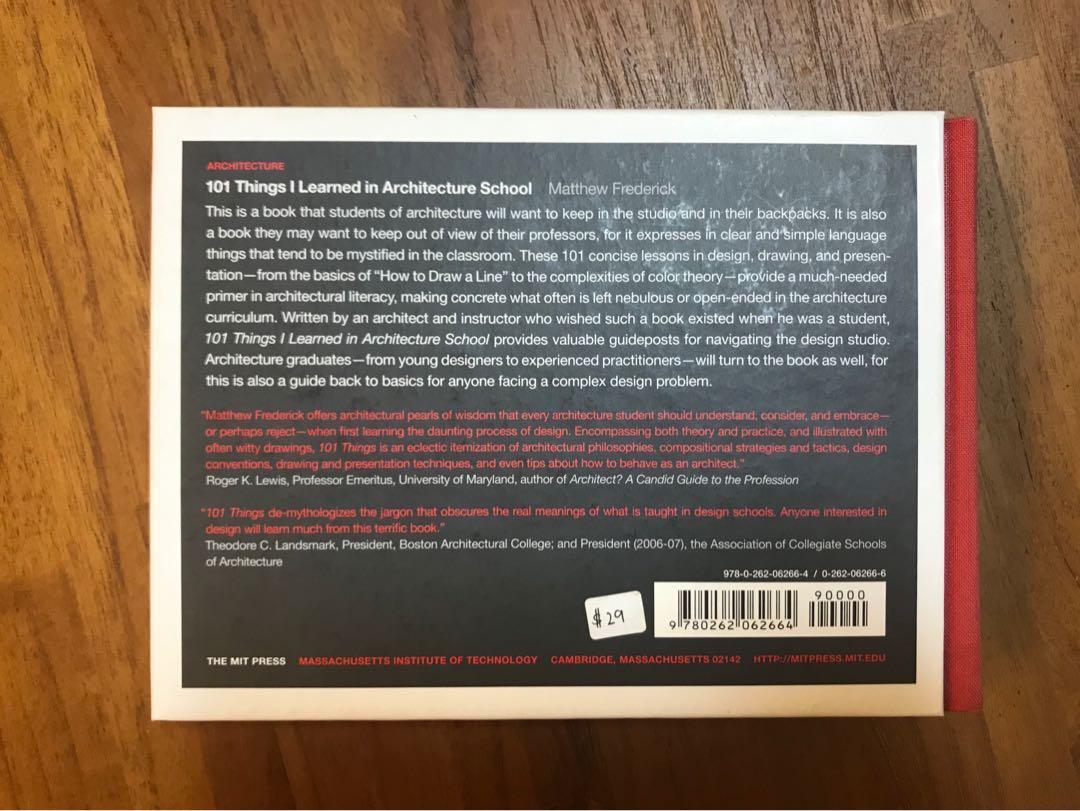 ARCHITECTURE
101 Things I Learned in Architecture School Matthew Frederick
This is a book that students of architecture will want to keep in the studio and in their backpacks. It is also
a book they may want to keep out of view of their professors, for it expresses in clear and simple language
things that tend to be mystified in the classroom. These 101 concise lessons in design, drawing, and presen-
tation—from the basics of “How to Draw a Line” to the complexities of color theory—provide a much-needed
primer in architectural literacy, making concrete what often is left nebulous or open-ended in the architecture
curriculum. Written by an architect and instructor who wished such a book existed when he was a student,
101 Things I Learned in Architecture School provides valuable guideposts for navigating the design studio.
Architecture graduates—from young designers to experienced practitioners—will turn to the book as well, for
this is also a guide back to basics for anyone facing a complex design problem.
“Matthew Frederick offers architectural pearls of wisdom that every architecture student should understand, consider, and embrace—
or perhaps reject—when first learning the daunting process of design. Encompassing both theory and practice, and illustrated with
often witty drawings, 101 Things is an eclectic itemization of architectural philosophies, compositional strategies and tactics, design
conventions, drawing and presentation techniques, and even tips about how to behave as an architect.”
Roger K. Lewis, Professor Emeritus, University of Maryland, author of Architect? A Candid Guide to the Profession
“101 Things de-mythologizes the jargon that obscures the real meanings of what is taught in design schools. Anyone interested in
design will learn much from this terrific book.”
Theodore C. Landsmark, President, Boston Architectural College; and President (2006-07), the Association of Collegiate Schools
of Architecture
978-0-262-06266-4 / 0-262-06266-6
90000
$29
9 780262 062664
THE MIT PRESS MASSACHUSETTS INSTITUTE OF TECHNOLOGY CAMBRIDGE, MASSACHUSETTS 02142 HTTP://MITPRESS.MIT.EDU